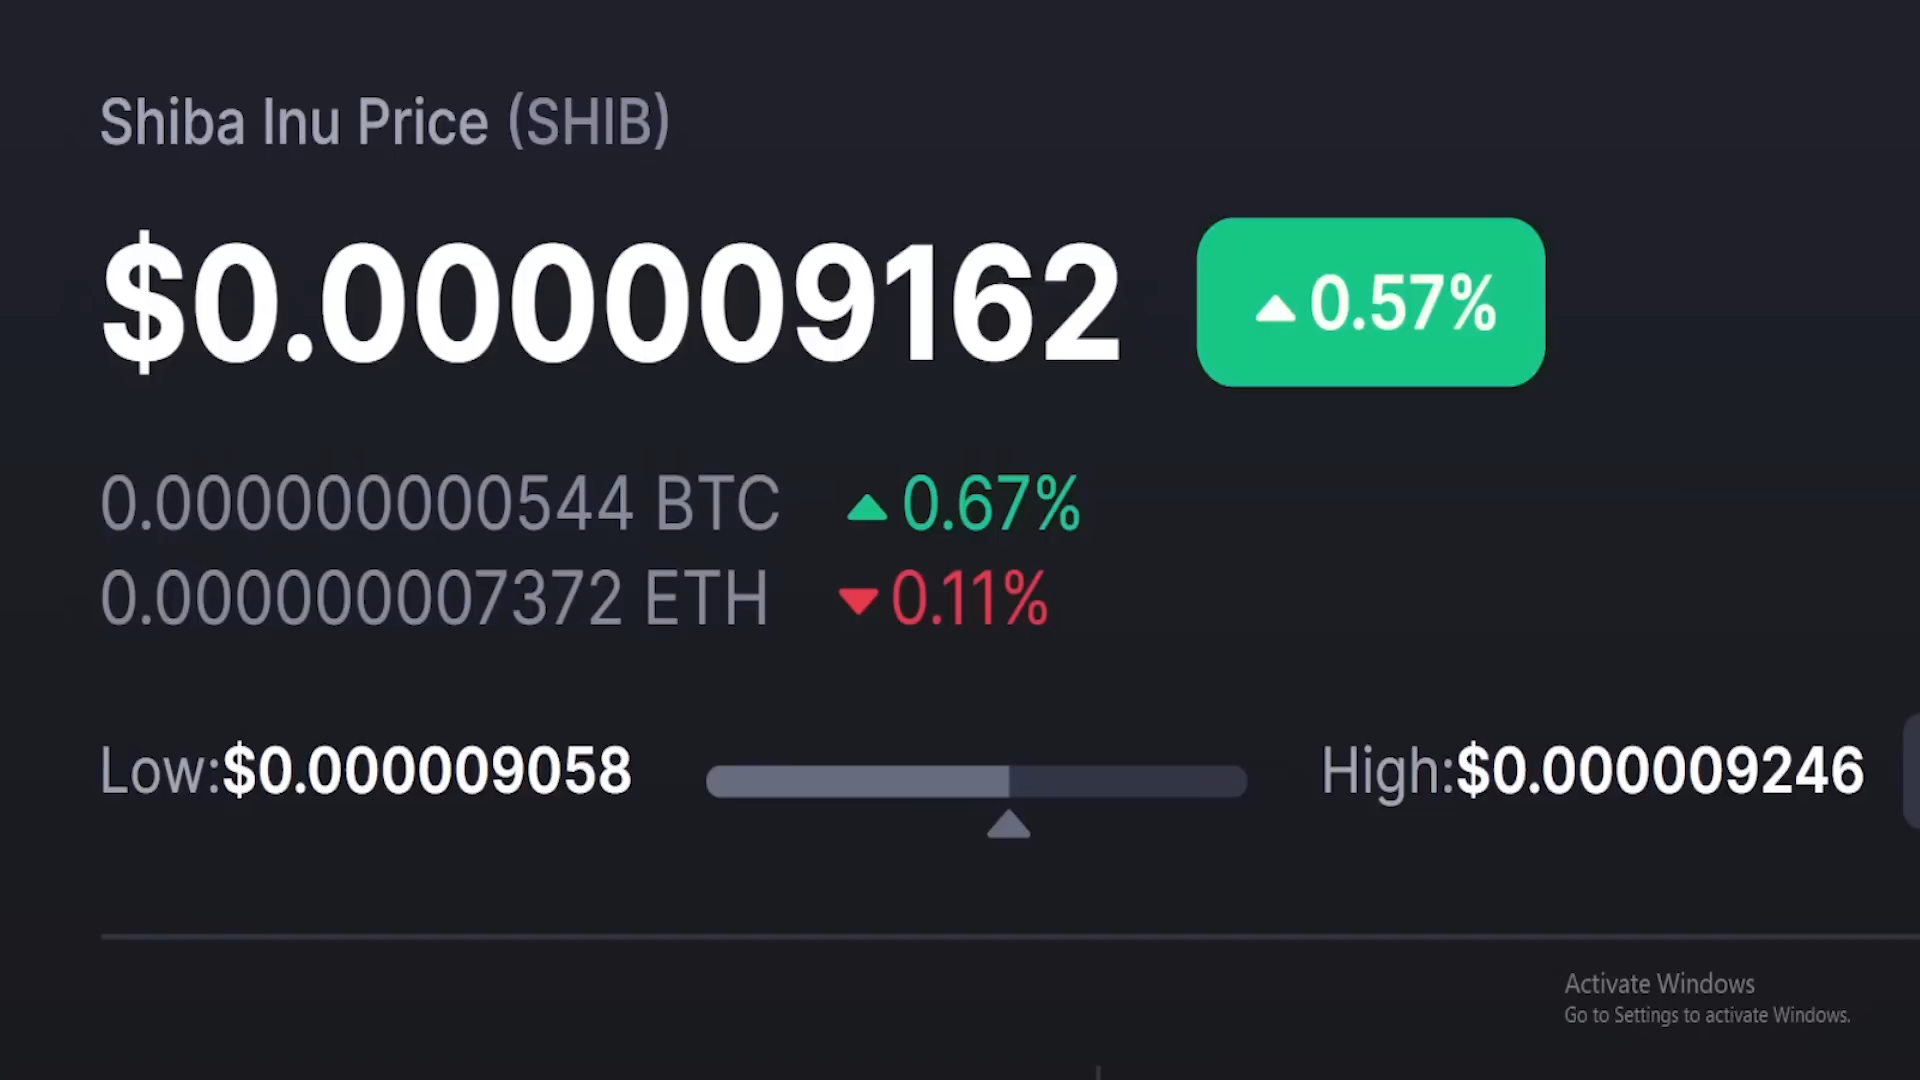 Shiba Inu Price (SHIB)
$0.000009162 ▲0.57%
0.000000000544 BTC ▲0.67%
0.000000007372 ETH ▼0.11%
Low:$0.000009058 High:$0.000009246
Activate Windows
Go to Settings to activate Windows.